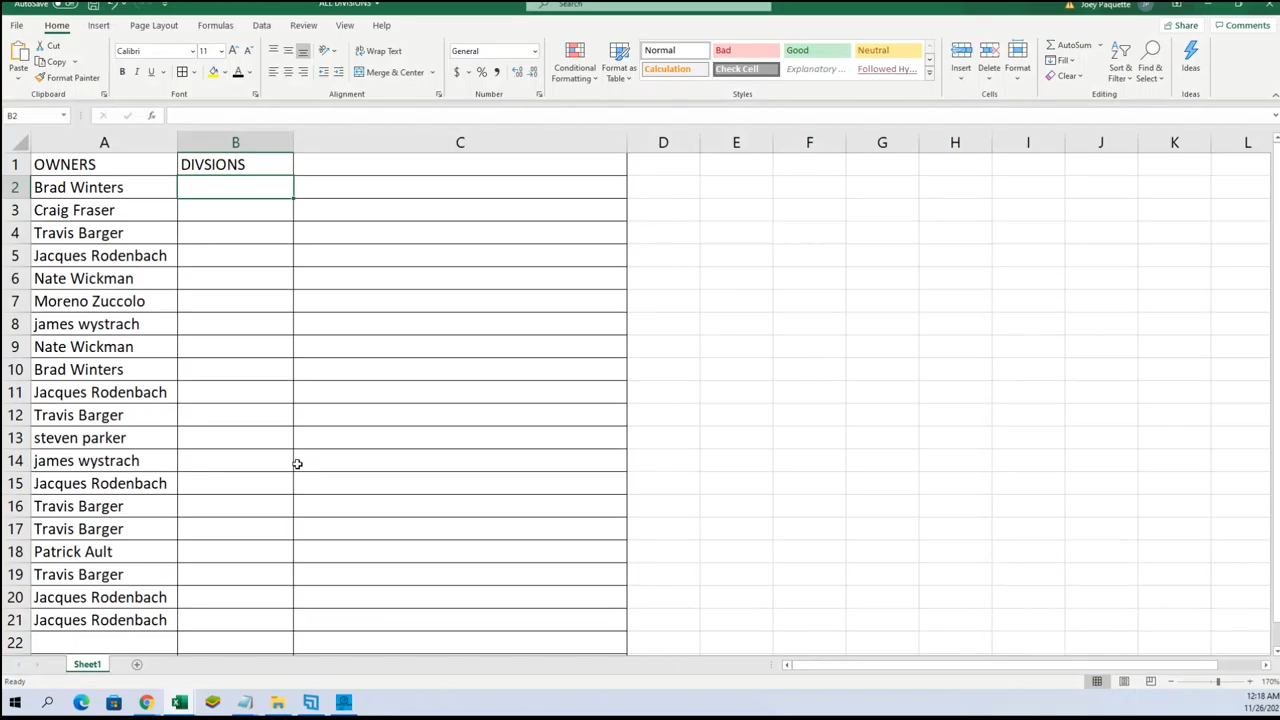 AutoSave
ALL DIVISIONS
Search
Joey Paquette
File Home Insert Page Layout Formulas Data Review View Help
Share Comments
Paste
Cut
Copy
Format Painter
Clipboard
Calibri 11
B I U
Font
Wrap Text
Merge & Center
Alignment
General
$ % ,
Number
Conditional Formatting
Format as Table
Normal Bad Good Neutral
Calculation Check Cell Explanatory ... Followed Hy...
Styles
Insert Delete Format
Cells
AutoSum
Fill
Clear
Sort & Filter
Find & Select
Editing
Ideas
Ideas
B2
fx
A B C D E F G H I J K L
1 OWNERS DIVSIONS
2 Brad Winters
3 Craig Fraser
4 Travis Barger
5 Jacques Rodenbach
6 Nate Wickman
7 Moreno Zuccolo
8 james wystrach
9 Nate Wickman
10 Brad Winters
11 Jacques Rodenbach
12 Travis Barger
13 steven parker
14 james wystrach
15 Jacques Rodenbach
16 Travis Barger
17 Travis Barger
18 Patrick Ault
19 Travis Barger
20 Jacques Rodenbach
21 Jacques Rodenbach
22
Sheet1
Ready
170%
12:18 AM
11/26/202